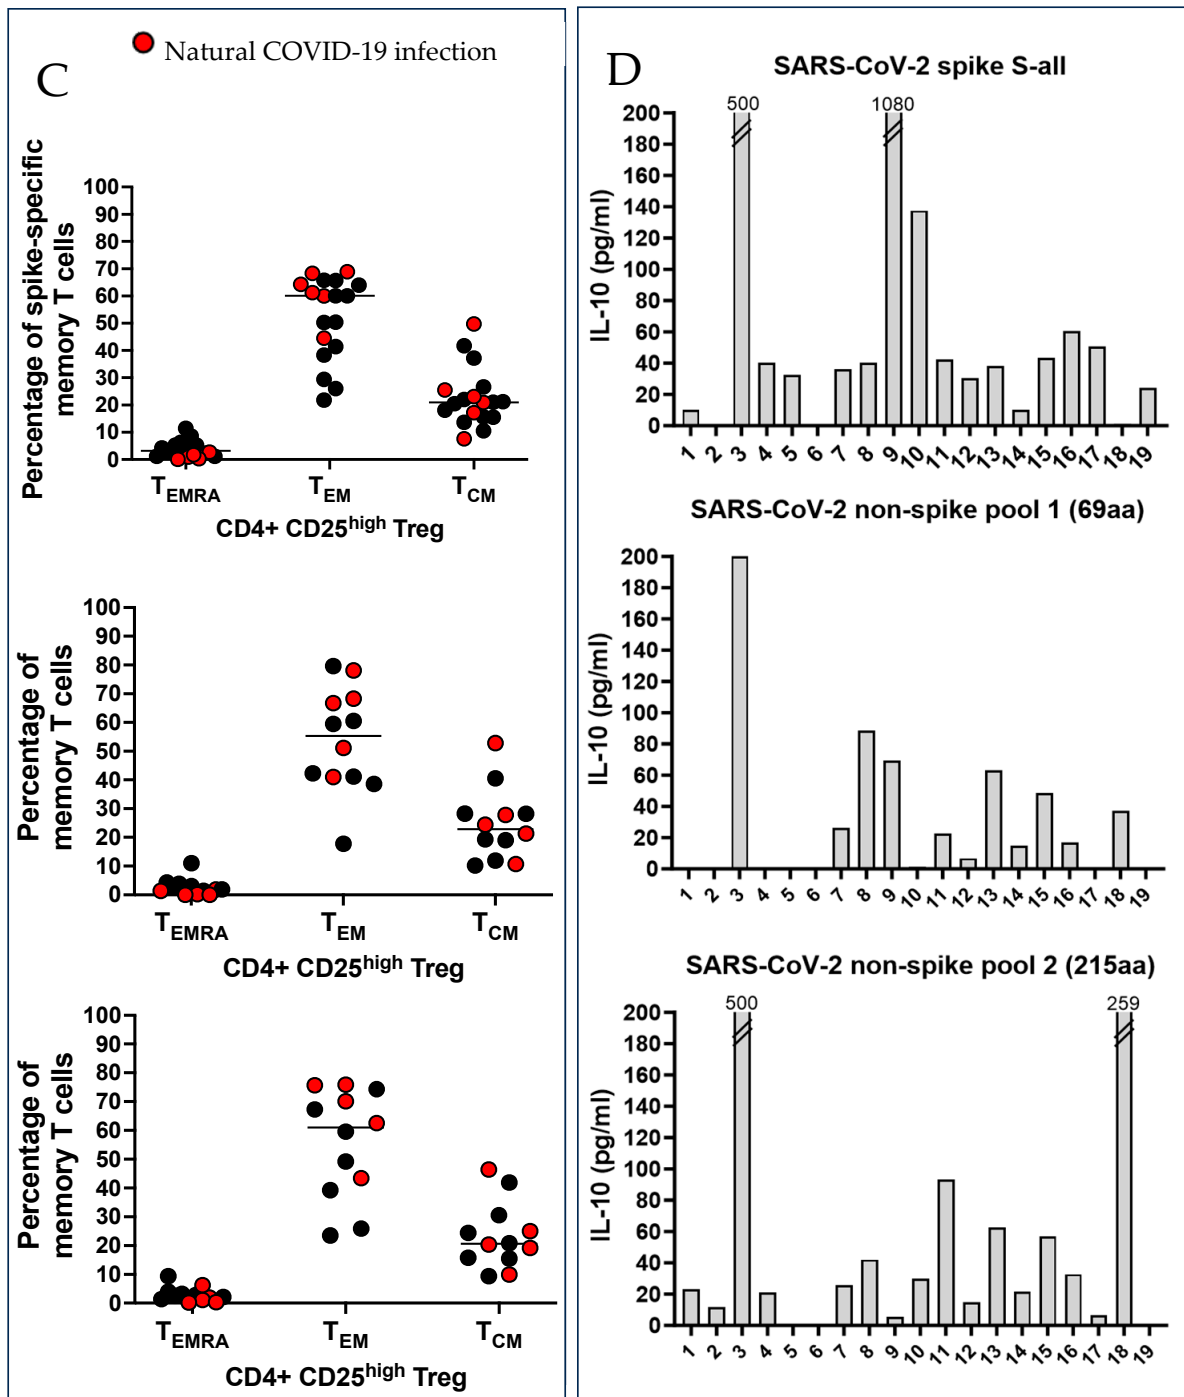 Natural COVID-19 infection
C
Percentage of spike-specific
memory T cells
100
90
80
70
60
50
40
30
20
10
0
TEMRA TEM TCM
CD4+ CD25high Treg
Percentage of
memory T cells
100
90
80
70
60
50
40
30
20
10
0
TEMRA TEM TCM
CD4+ CD25high Treg
Percentage of
memory T cells
100
90
80
70
60
50
40
30
20
10
0
TEMRA TEM TCM
CD4+ CD25high Treg
D
SARS-CoV-2 spike S-all
500 1080
IL-10 (pg/ml)
200
180
160
140
120
100
80
60
40
20
0
1 2 3 4 5 6 7 8 9 10 11 12 13 14 15 16 17 18 19
SARS-CoV-2 non-spike pool 1 (69aa)
IL-10 (pg/ml)
200
180
160
140
120
100
80
60
40
20
0
1 2 3 4 5 6 7 8 9 10 11 12 13 14 15 16 17 18 19
SARS-CoV-2 non-spike pool 2 (215aa)
500 259
IL-10 (pg/ml)
200
180
160
140
120
100
80
60
40
20
0
1 2 3 4 5 6 7 8 9 10 11 12 13 14 15 16 17 18 19